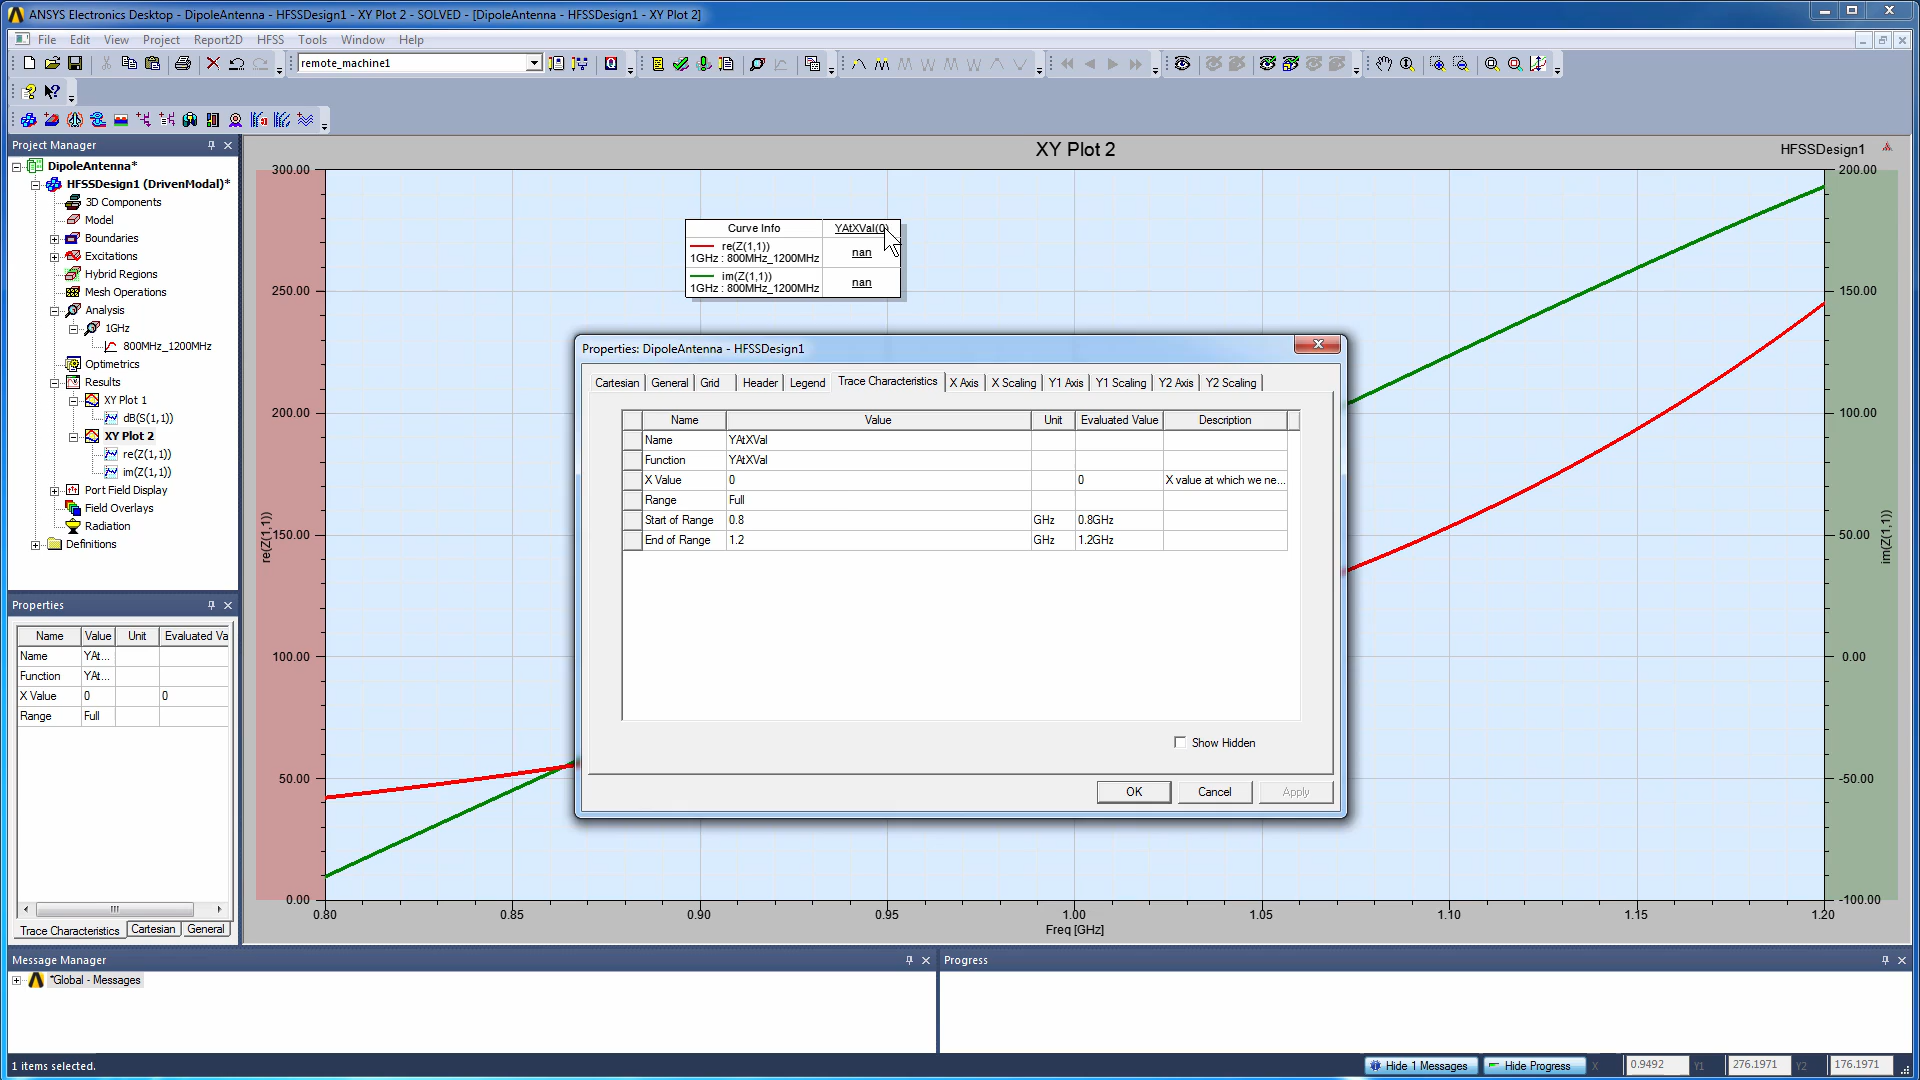 ANSYS Electronics Desktop - DipoleAntenna - HFSSDesign1 - XY Plot 2 - SOLVED - [DipoleAntenna - HFSSDesign1 - XY Plot 2]
File Edit View Project Report2D HFSS Tools Window Help
remote_machine1
Project Manager
DipoleAntenna*
HFSSDesign1 (DrivenModal)*
3D Components
Model
Boundaries
Excitations
Hybrid Regions
Mesh Operations
Analysis
1GHz
800MHz_1200MHz
Optimetrics
Results
XY Plot 1
dB(S(1,1))
XY Plot 2
re(Z(1,1))
im(Z(1,1))
Port Field Display
Field Overlays
Radiation
Definitions
Properties
Name Value Unit Evaluated Va
Name YAt...
Function YAt...
X Value 0 0
Range Full
Trace Characteristics Cartesian General
XY Plot 2
HFSSDesign1
300.00
250.00
200.00
150.00
100.00
50.00
0.00
re(Z(1,1))
Curve Info YAtXVal(0)
re(Z(1,1))
1GHz : 800MHz_1200MHz
nan
im(Z(1,1))
1GHz : 800MHz_1200MHz
nan
200.00
150.00
100.00
50.00
0.00
-50.00
-100.00
im(Z(1,1))
0.80 0.85 0.90 0.95 1.00 1.05 1.10 1.15 1.20
Freq [GHz]
Properties: DipoleAntenna - HFSSDesign1
Cartesian General Grid Header Legend Trace Characteristics X Axis X Scaling Y1 Axis Y1 Scaling Y2 Axis Y2 Scaling
Name Value Unit Evaluated Value Description
Name YAtXVal
Function YAtXVal
X Value 0 0 X value at which we ne...
Range Full
Start of Range 0.8 GHz 0.8GHz
End of Range 1.2 GHz 1.2GHz
Show Hidden
OK Cancel Apply
Message Manager
*Global - Messages
Progress
1 items selected.
Hide 1 Messages Hide Progress X 0.9492 Y1 276.1971 Y2 176.1971